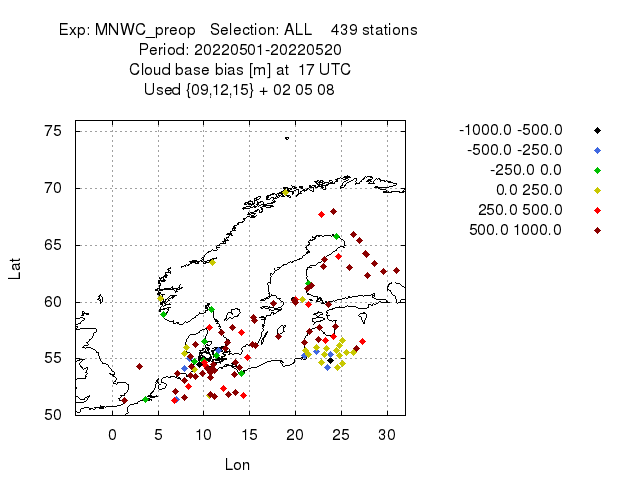 Exp: MNWC_preop   Selection: ALL    439 stations
Period: 20220501-20220520
Cloud base bias [m] at  17 UTC
Used {09,12,15} + 02 05 08
-1000.0 -500.0
-500.0 -250.0
-250.0 0.0
0.0 250.0
250.0 500.0
500.0 1000.0
75
70
65
60
55
50
Lat
0 5 10 15 20 25 30
Lon